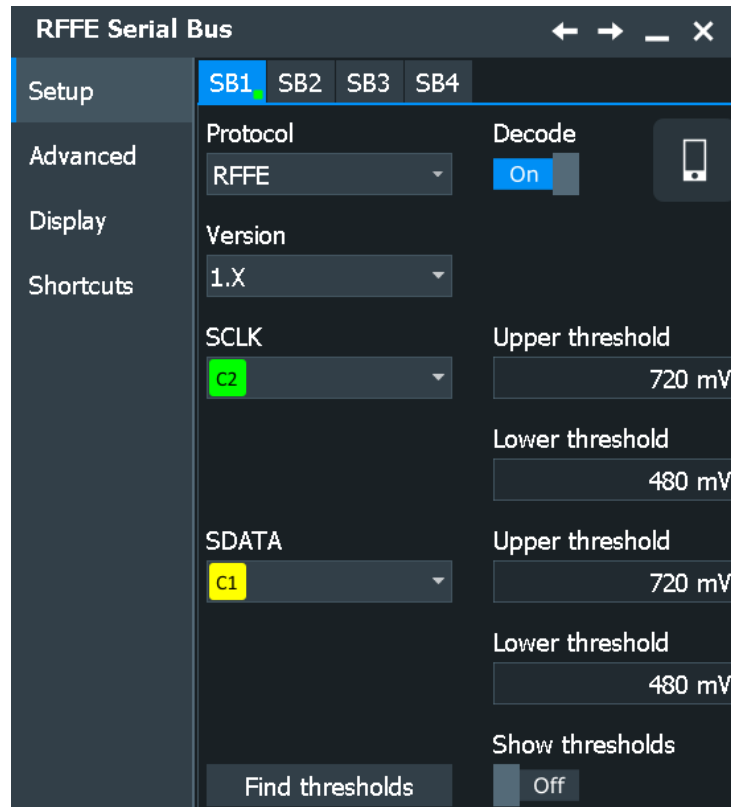 RFFE Serial Bus
Setup
Advanced
Display
Shortcuts
SB1 SB2 SB3 SB4
Protocol
RFFE
Decode
On
Version
1.X
SCLK
C2
Upper threshold
720 mV
Lower threshold
480 mV
SDATA
C1
Upper threshold
720 mV
Lower threshold
480 mV
Find thresholds
Show thresholds
Off